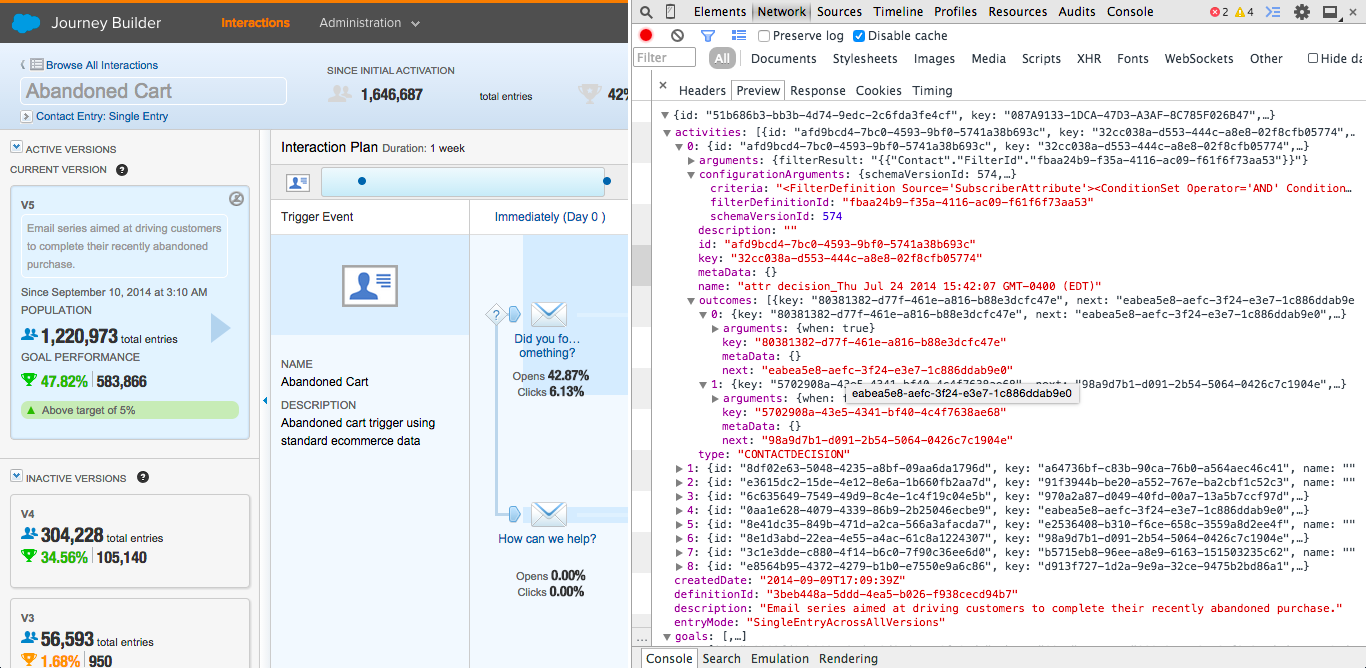 Journey Builder
Interactions
Administration
Browse All Interactions
Abandoned Cart
Contact Entry: Single Entry
SINCE INITIAL ACTIVATION
1,646,687 total entries
42%
ACTIVE VERSIONS
CURRENT VERSION ?
V5
Email series aimed at driving customers
to complete their recently abandoned
purchase.
Since September 10, 2014 at 3:10 AM
POPULATION
1,220,973 total entries
GOAL PERFORMANCE
47.82% 583,866
Above target of 5%
INACTIVE VERSIONS ?
V4
304,228 total entries
34.56% 105,140
V3
56,593 total entries
1.68% 950
Interaction Plan Duration: 1 week
Trigger Event
Immediately (Day 0 )
NAME
Abandoned Cart
DESCRIPTION
Abandoned cart trigger using
standard ecommerce data
?
Did you fo…
omething?
Opens 42.87%
Clicks 6.13%
How can we help?
Opens 0.00%
Clicks 0.00%
Elements Network Sources Timeline Profiles Resources Audits Console 2 4
Preserve log Disable cache
Filter All Documents Stylesheets Images Media Scripts XHR Fonts WebSockets Other Hide da
× Headers Preview Response Cookies Timing
{id: "51b686b3-bb3b-4d74-9edc-2c6fda3fe4cf", key: "087A9133-1DCA-47D3-A3AF-8C785F026B47",…}
activities: [{id: "afd9bcd4-7bc0-4593-9bf0-5741a38b693c", key: "32cc038a-d553-444c-a8e8-02f8cfb05774",…
0: {id: "afd9bcd4-7bc0-4593-9bf0-5741a38b693c", key: "32cc038a-d553-444c-a8e8-02f8cfb05774",…}
arguments: {filterResult: "{{"Contact"."FilterId"."fbaa24b9-f35a-4116-ac09-f61f6f73aa53"}}"}
configurationArguments: {schemaVersionId: 574,…}
criteria: "<FilterDefinition Source='SubscriberAttribute'><ConditionSet Operator='AND' Condition…
filterDefinitionId: "fbaa24b9-f35a-4116-ac09-f61f6f73aa53"
schemaVersionId: 574
description: ""
id: "afd9bcd4-7bc0-4593-9bf0-5741a38b693c"
key: "32cc038a-d553-444c-a8e8-02f8cfb05774"
metaData: {}
name: "attr decision_Thu Jul 24 2014 15:42:07 GMT-0400 (EDT)"
outcomes: [{key: "80381382-d77f-461e-a816-b88e3dcfc47e", next: "eabea5e8-aefc-3f24-e3e7-1c886ddab9e
0: {key: "80381382-d77f-461e-a816-b88e3dcfc47e", next: "eabea5e8-aefc-3f24-e3e7-1c886ddab9e0",…}
arguments: {when: true}
key: "80381382-d77f-461e-a816-b88e3dcfc47e"
metaData: {}
next: "eabea5e8-aefc-3f24-e3e7-1c886ddab9e0"
1: {key: "5702908a-43e5-4341-bf40-4c4f7638ae68", next: "98a9d7b1-d091-2b54-5064-0426c7c1904e",…}
arguments: {when:
eabea5e8-aefc-3f24-e3e7-1c886ddab9e0
key: "5702908a-43e5-4341-bf40-4c4f7638ae68"
metaData: {}
next: "98a9d7b1-d091-2b54-5064-0426c7c1904e"
type: "CONTACTDECISION"
1: {id: "8df02e63-5048-4235-a8bf-09aa6da1796d", key: "a64736bf-c83b-90ca-76b0-a564aec46c41", name: ""
2: {id: "e3615dc2-15de-4e12-8e6a-1b660fb2aa7d", key: "91f3944b-be20-a552-767e-ba2cbf1c52c3", name: ""
3: {id: "6c635649-7549-49d9-8c4e-1c4f19c04e5b", key: "970a2a87-d049-40fd-00a7-13a5b7ccf97d",…}
4: {id: "0aa1e628-4079-4339-86b9-2b25046ecbe9", key: "eabea5e8-aefc-3f24-e3e7-1c886ddab9e0",…}
5: {id: "8e41dc35-849b-471d-a2ca-566a3afacda7", key: "e2536408-b310-f6ce-658c-3559a8d2ee4f", name: ""
6: {id: "8e1d3abd-22ea-4e55-a4ac-61c8a1224307", key: "98a9d7b1-d091-2b54-5064-0426c7c1904e",…}
7: {id: "3c1e3dde-c880-4f14-b6c0-7f90c36ee6d0", key: "b5715eb8-96ee-a8e9-6163-151503235c62", name: ""
8: {id: "e8564b95-4372-4279-b1b0-e7550e9a6c86", key: "d913f727-1d2a-9e9a-32ce-9475b2bd86a1",…}
createdDate: "2014-09-09T17:09:39Z"
definitionId: "3beb448a-5ddd-4ea5-b026-f938cecd94b7"
description: "Email series aimed at driving customers to complete their recently abandoned purchase."
entryMode: "SingleEntryAcrossAllVersions"
goals: [,…]
Console Search Emulation Rendering